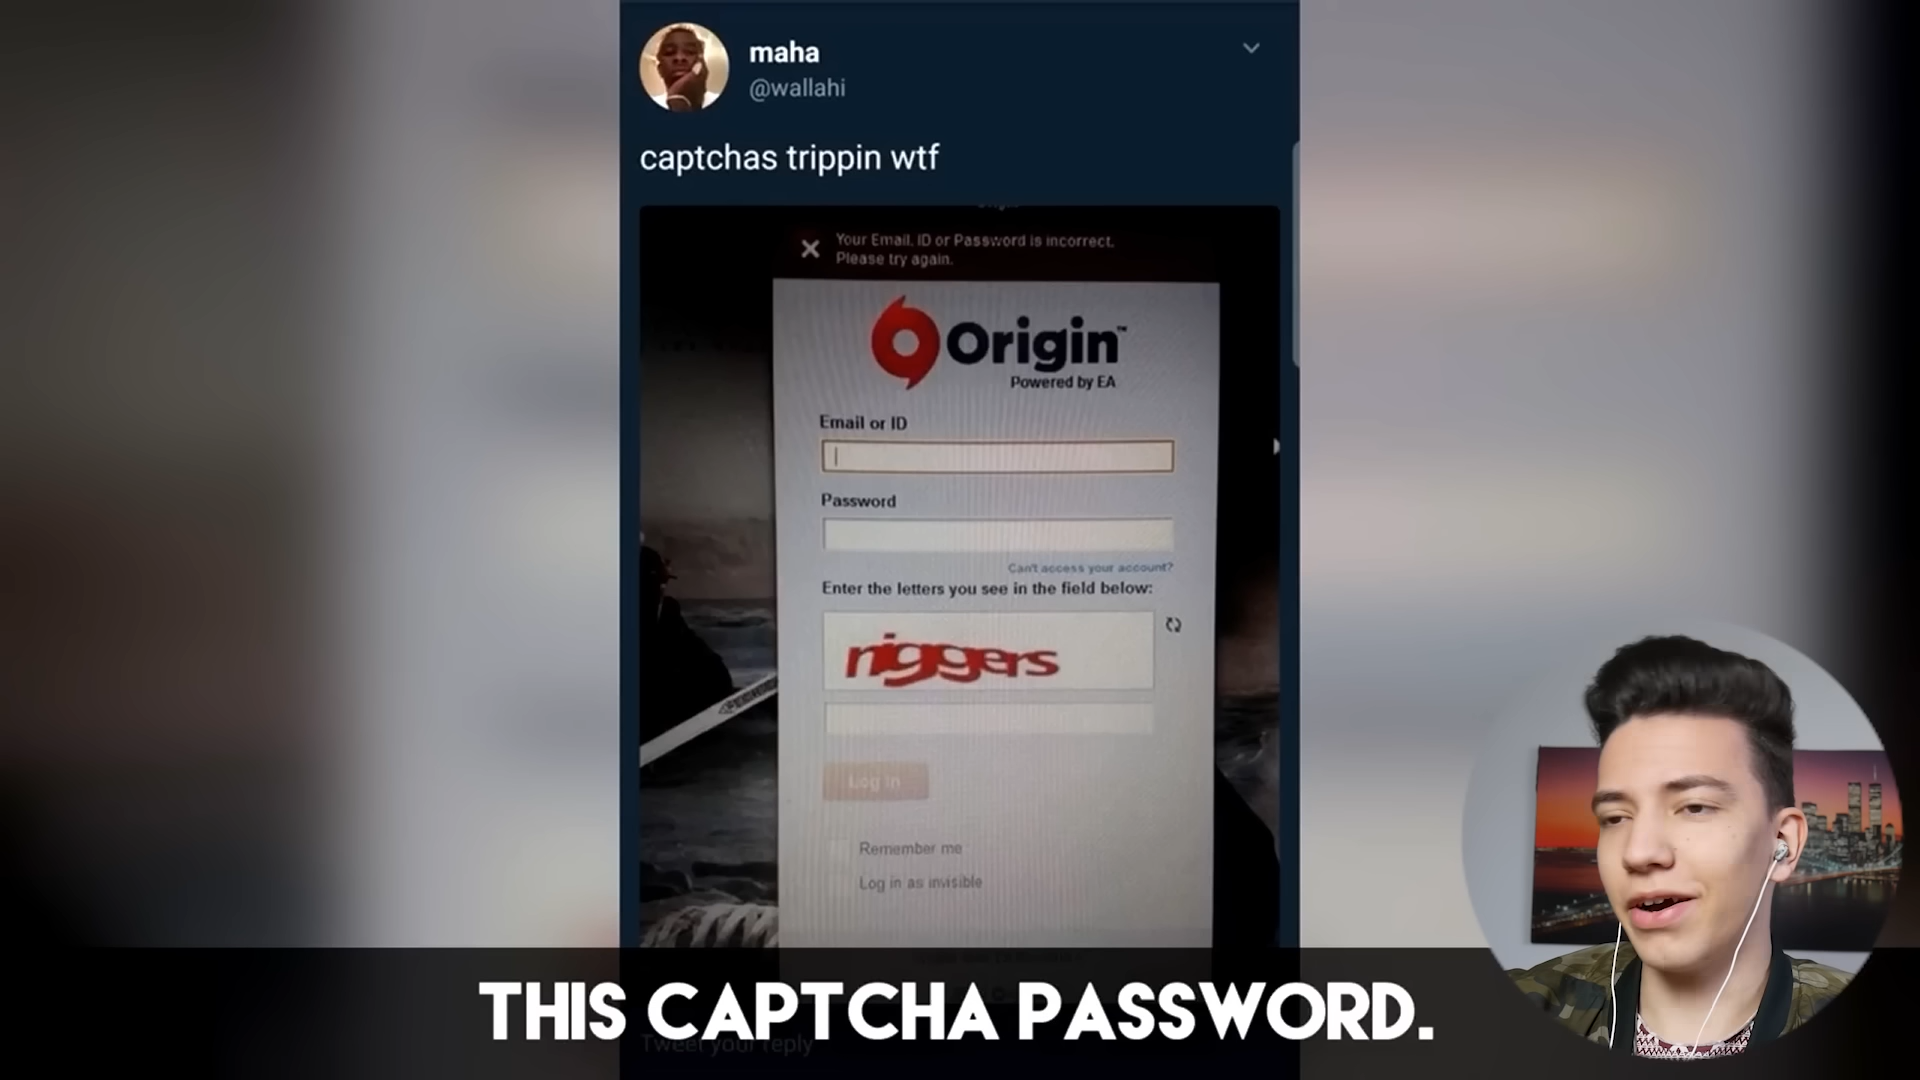 maha
@wallahi
captchas trippin wtf
Your Email, ID or Password is incorrect.
Please try again.
Origin™
Powered by EA
Email or ID
Password
Can't access your account?
Enter the letters you see in the field below:
niggers
Log in
Remember me
Log in as invisible
THIS CAPTCHA PASSWORD.
Tweet your reply